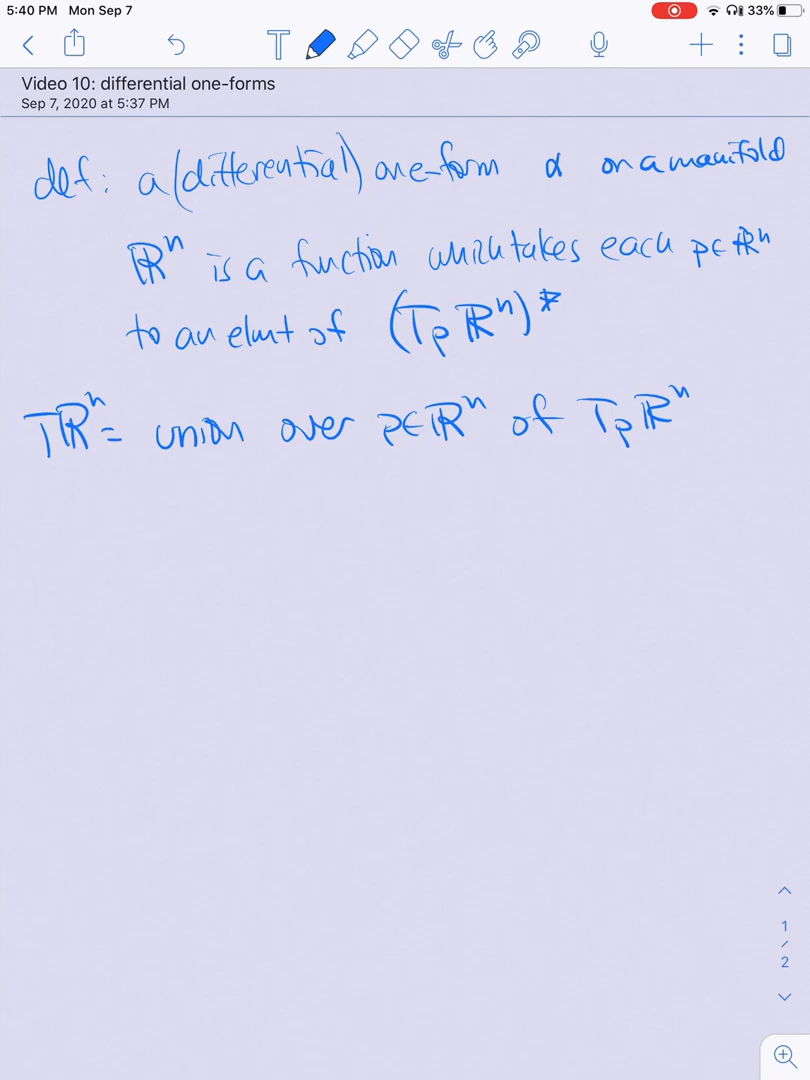 5:40 PM Mon Sep 7
33%
T
Video 10: differential one-forms
Sep 7, 2020 at 5:37 PM
def: a (differential) one-form α on a manifold
ℝⁿ is a function which takes each p∈ℝⁿ
to an elmt of (Tₚℝⁿ)*
Tℝⁿ = union over p∈ℝⁿ of Tₚℝⁿ
1
/
2